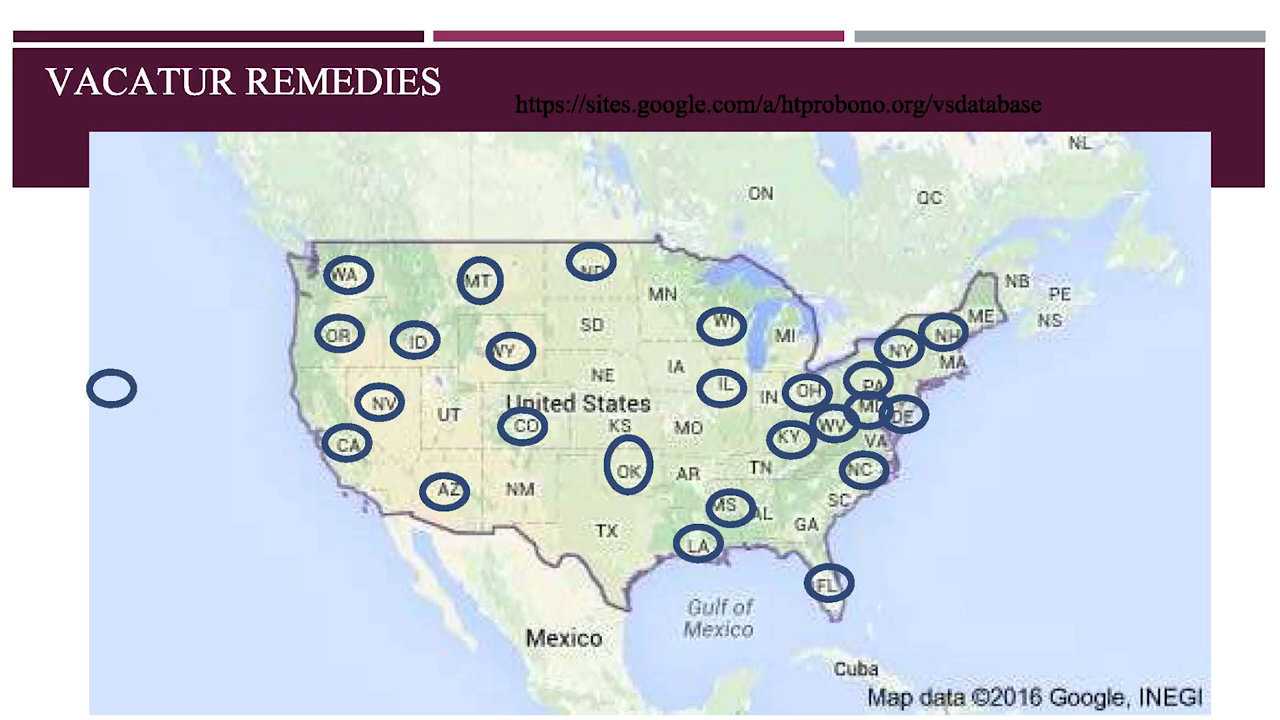 VACATUR REMEDIES
https://sites.google.com/a/htprobono.org/vsdatabase
NL
ON
QC
WA
MT
ND
MN
NB
PE
ME
NS
OR
ID
WY
SD
WI
MI
NH
NY
MA
NE
IA
IL
IN
OH
PA
NV
UT
United States
CO
KS
MO
KY
WV
MD
DE
VA
CA
AZ
NM
OK
AR
TN
NC
SC
TX
MS
AL
GA
LA
FL
Gulf of
Mexico
Mexico
Cuba
Map data ©2016 Google, INEGI